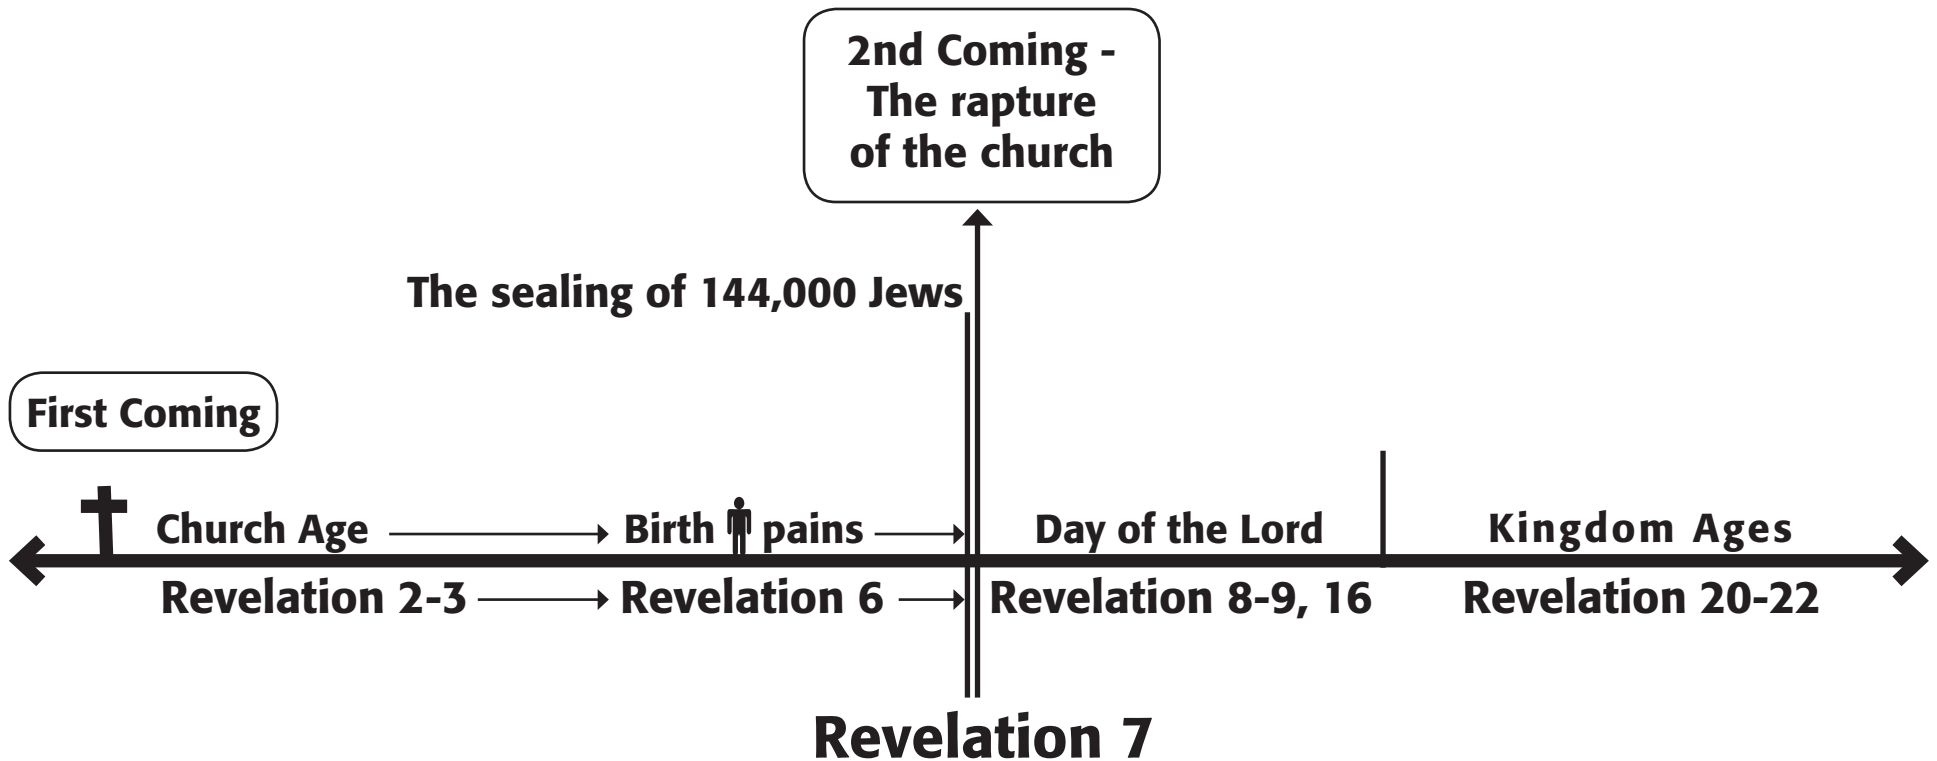 2nd Coming -
The rapture
of the church
The sealing of 144,000 Jews
First Coming
Church Age
Birth pains
Day of the Lord
Kingdom Ages
Revelation 2-3
Revelation 6
Revelation 8-9, 16
Revelation 20-22
Revelation 7